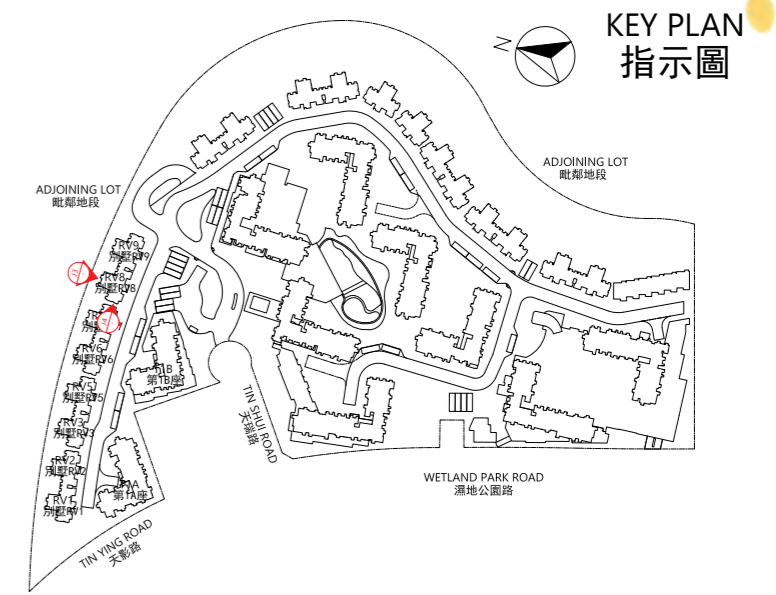 KEY PLAN
指示圖
N
ADJOINING LOT
毗鄰地段
ADJOINING LOT
毗鄰地段
RV9
別墅RV9
J3
RV8
別墅RV8
RV6
別墅RV6
RV5
別墅RV5
RV3
別墅RV3
RV2
別墅RV2
RV1
別墅RV1
第1B座
第1A座
TIN SHUI ROAD
天瑞路
TIN YING ROAD
天影路
WETLAND PARK ROAD
濕地公園路